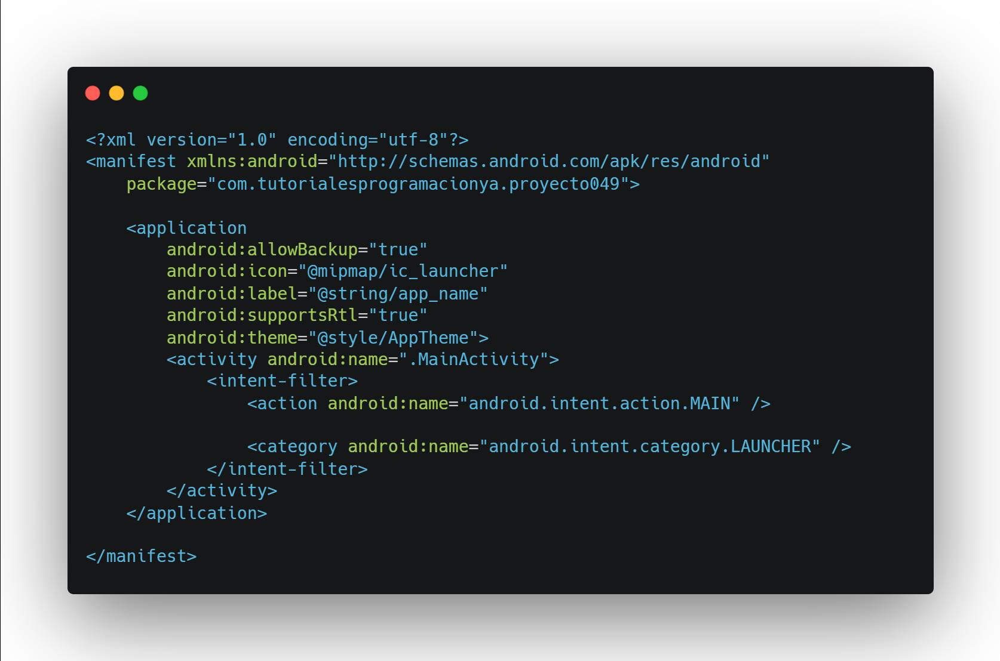 <?xml version="1.0" encoding="utf-8"?>
<manifest xmlns:android="http://schemas.android.com/apk/res/android"
    package="com.tutorialesprogramacionya.proyecto049">

    <application
        android:allowBackup="true"
        android:icon="@mipmap/ic_launcher"
        android:label="@string/app_name"
        android:supportsRtl="true"
        android:theme="@style/AppTheme">
        <activity android:name=".MainActivity">
            <intent-filter>
                <action android:name="android.intent.action.MAIN" />

                <category android:name="android.intent.category.LAUNCHER" />
            </intent-filter>
        </activity>
    </application>

</manifest>